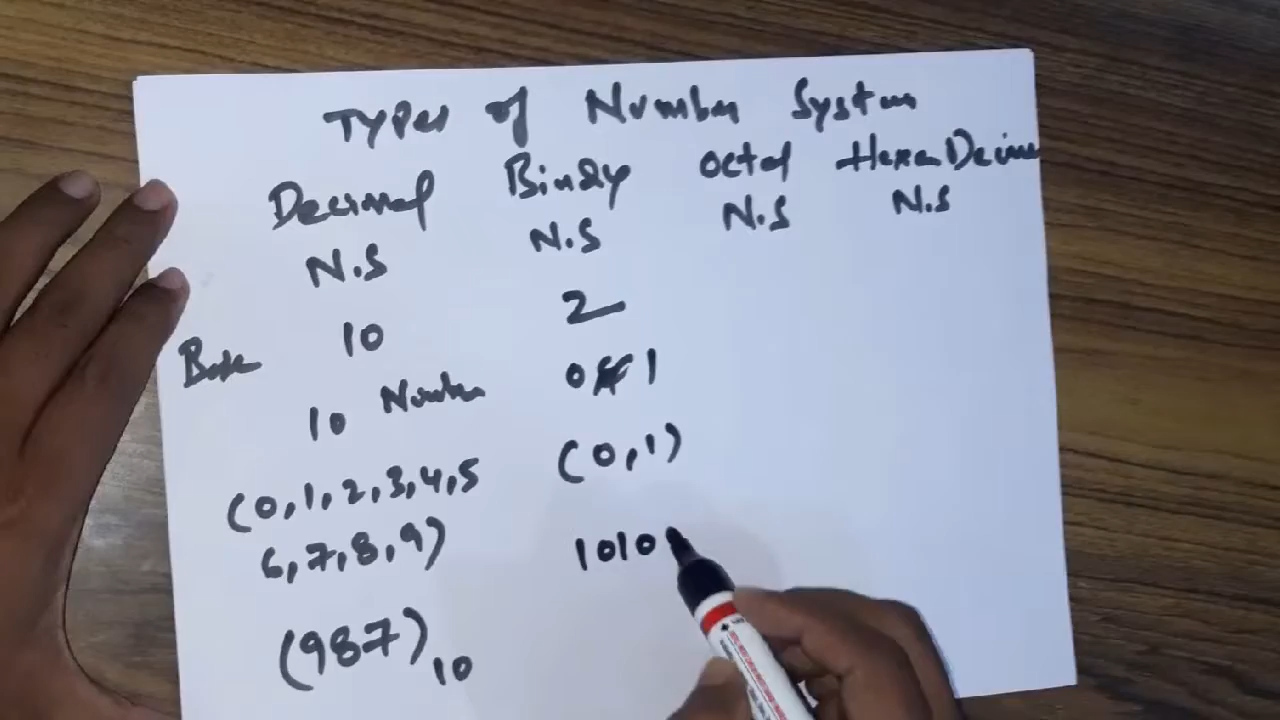 Types of Number System
Decimal Binary Octal HexaDecim
N.S N.S N.S N.S
Base 10 2
10 Number 0 1
(0,1,2,3,4,5 (0,1)
6,7,8,9) 1010
(987)10